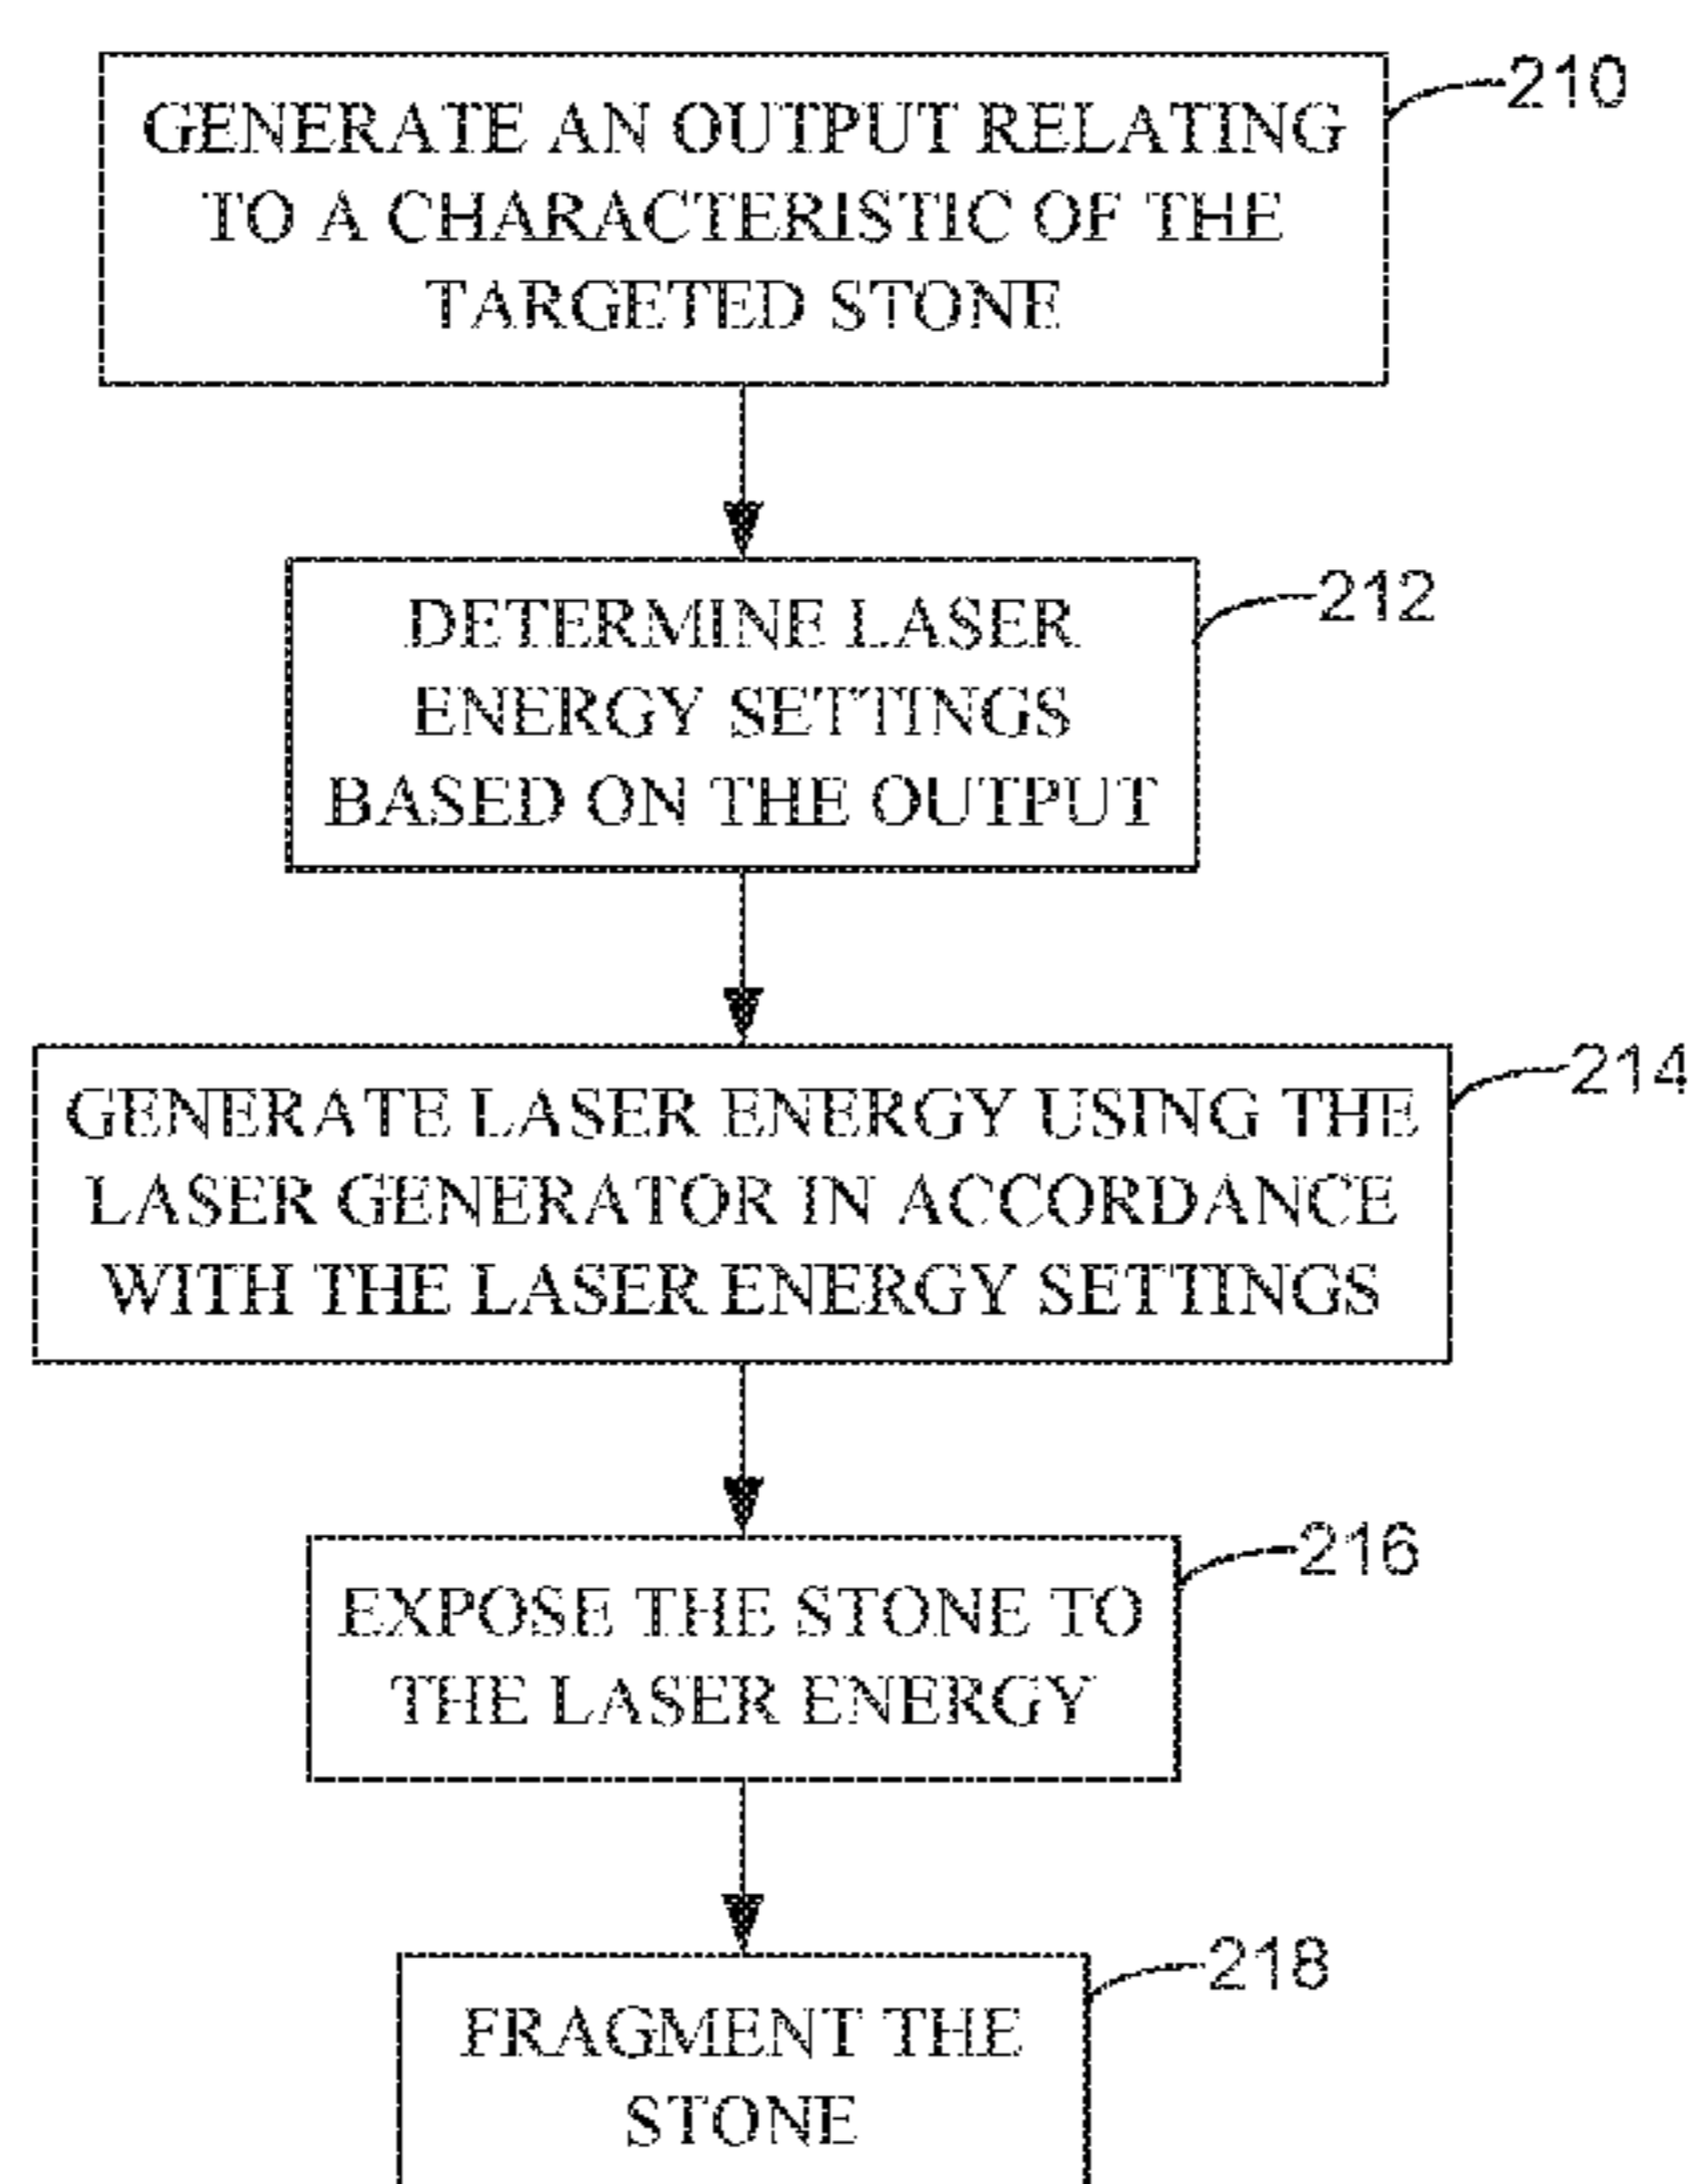 210
GENERATE AN OUTPUT RELATING
TO A CHARACTERISTIC OF THE
TARGETED STONE
212
DETERMINE LASER
ENERGY SETTINGS
BASED ON THE OUTPUT
214
GENERATE LASER ENERGY USING THE
LASER GENERATOR IN ACCORDANCE
WITH THE LASER ENERGY SETTINGS
216
EXPOSE THE STONE TO
THE LASER ENERGY
218
FRAGMENT THE
STONE